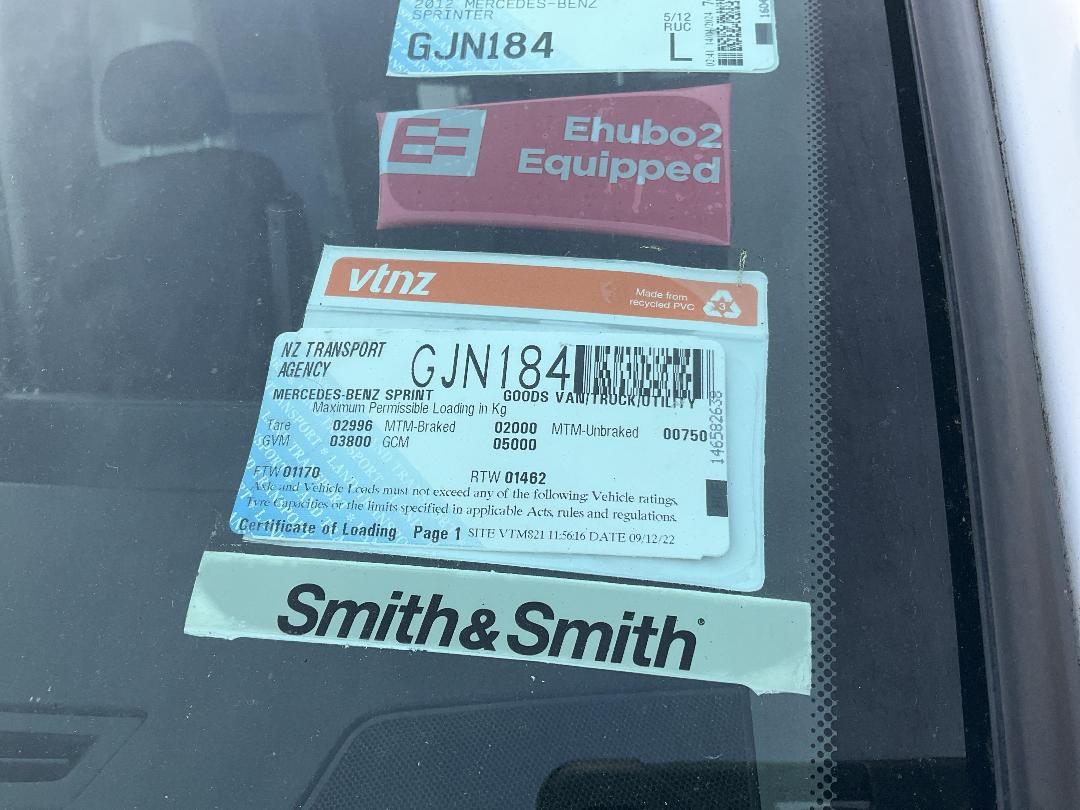 2012 MERCEDES-BENZ
SPRINTER
GJN184
5/12
RUC
L
Ehubo2
Equipped
vtnz
Made from
recycled PVC
3
NZ TRANSPORT
AGENCY
GJN184
MERCEDES-BENZ SPRINT GOODS VAN/TRUCK/UTILITY
Maximum Permissible Loading in Kg
Tare 02996 MTM-Braked 02000 MTM-Unbraked 00750
GVM 03800 GCM 05000
FTW 01170 RTW 01462
Axle and Vehicle Loads must not exceed any of the following: Vehicle ratings,
Tyre Capacities or the limits specified in applicable Acts, rules and regulations.
Certificate of Loading Page 1 SITE VTM821 11:56:16 DATE 09/12/22
146582638
Smith&Smith®